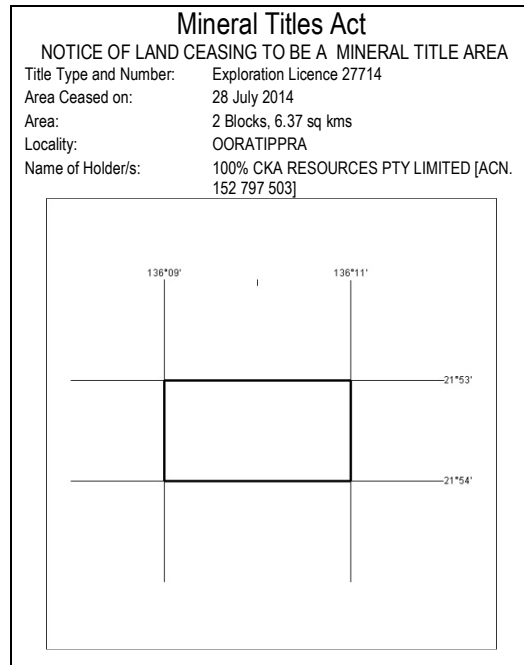 Mineral Titles Act
NOTICE OF LAND CEASING TO BE A MINERAL TITLE AREA
Title Type and Number: Exploration Licence 27714
Area Ceased on: 28 July 2014
Area: 2 Blocks, 6.37 sq kms
Locality: OORATIPPRA
Name of Holder/s: 100% CKA RESOURCES PTY LIMITED [ACN.
152 797 503]
136°09' 136°11'
21°53'
21°54'